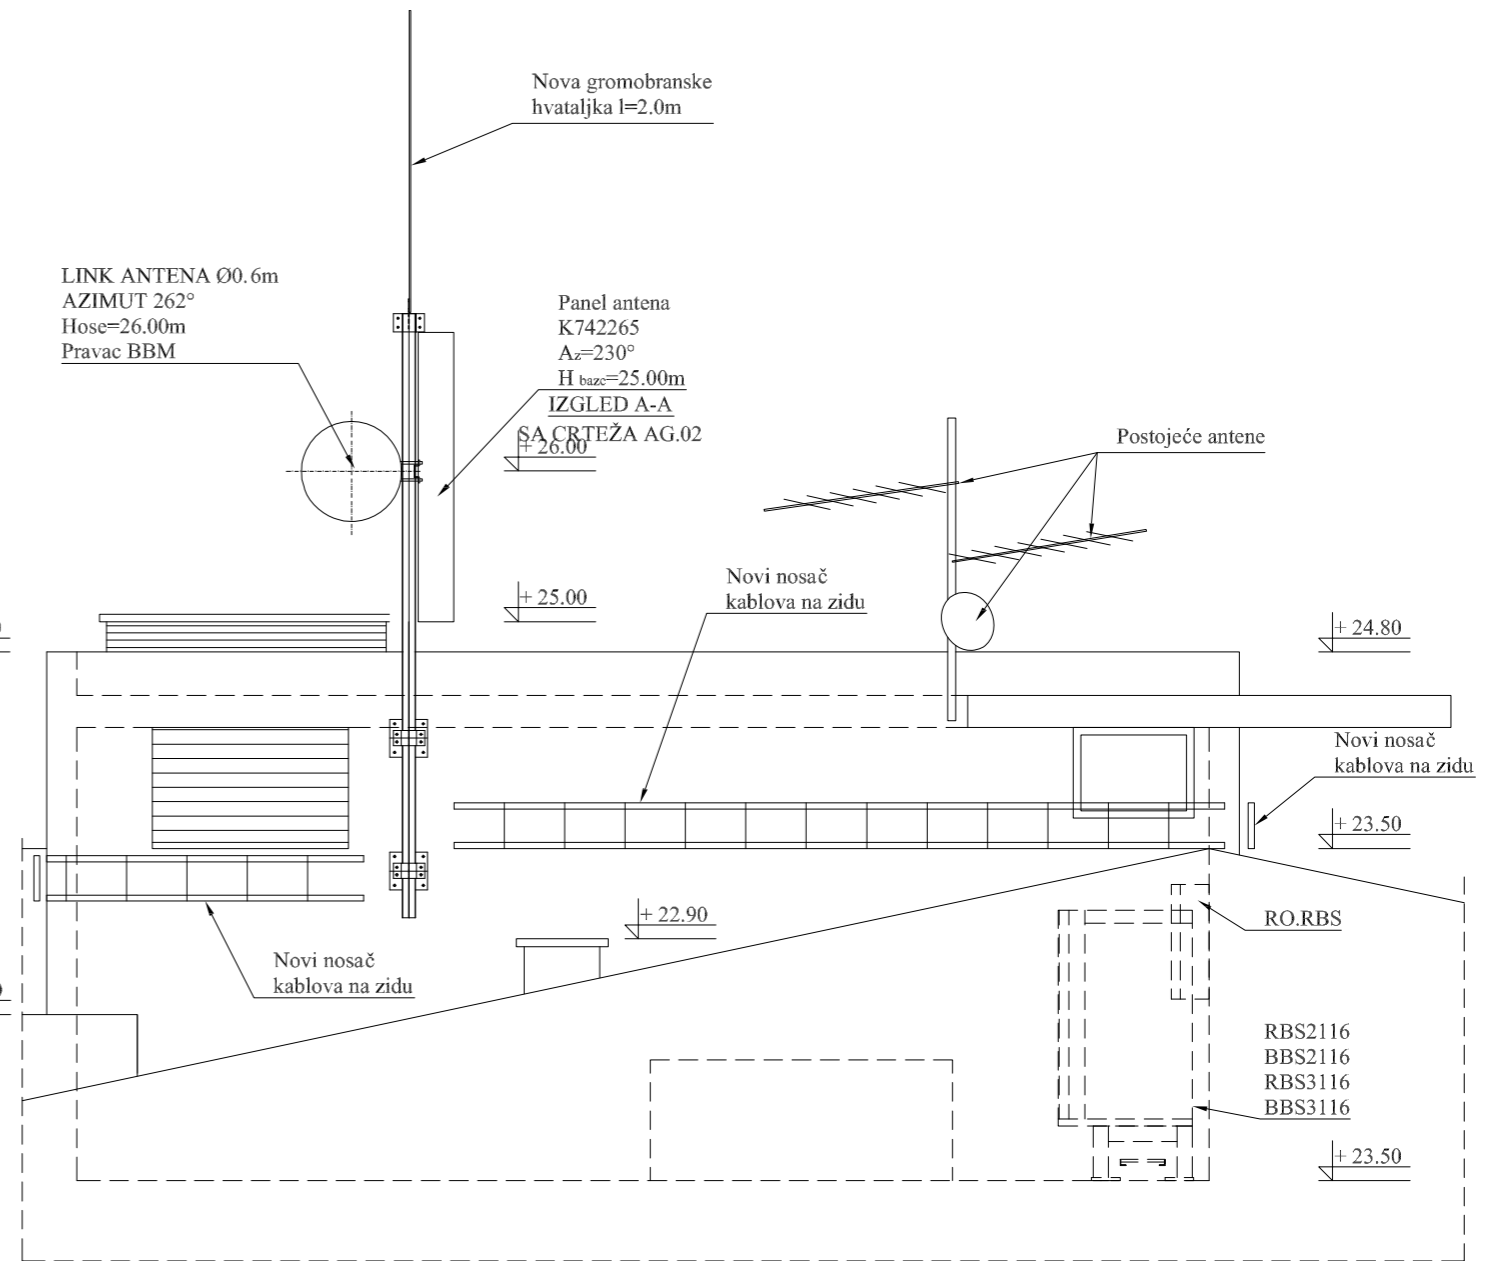 Nova gromobranske
hvataljka l=2.0m
LINK ANTENA Ø0.6m
AZIMUT 262°
Hose=26.00m
Pravac BBM
Panel antena
K742265
Az=230°
H baze=25.00m
IZGLED A-A
SA CRTEŽA AG.02
+ 26.00
Postojeće antene
Novi nosač
kablova na zidu
+ 25.00
+ 24.80
Novi nosač
kablova na zidu
+ 23.50
+ 22.90
RO.RBS
Novi nosač
kablova na zidu
RBS2116
BBS2116
RBS3116
BBS3116
+ 23.50